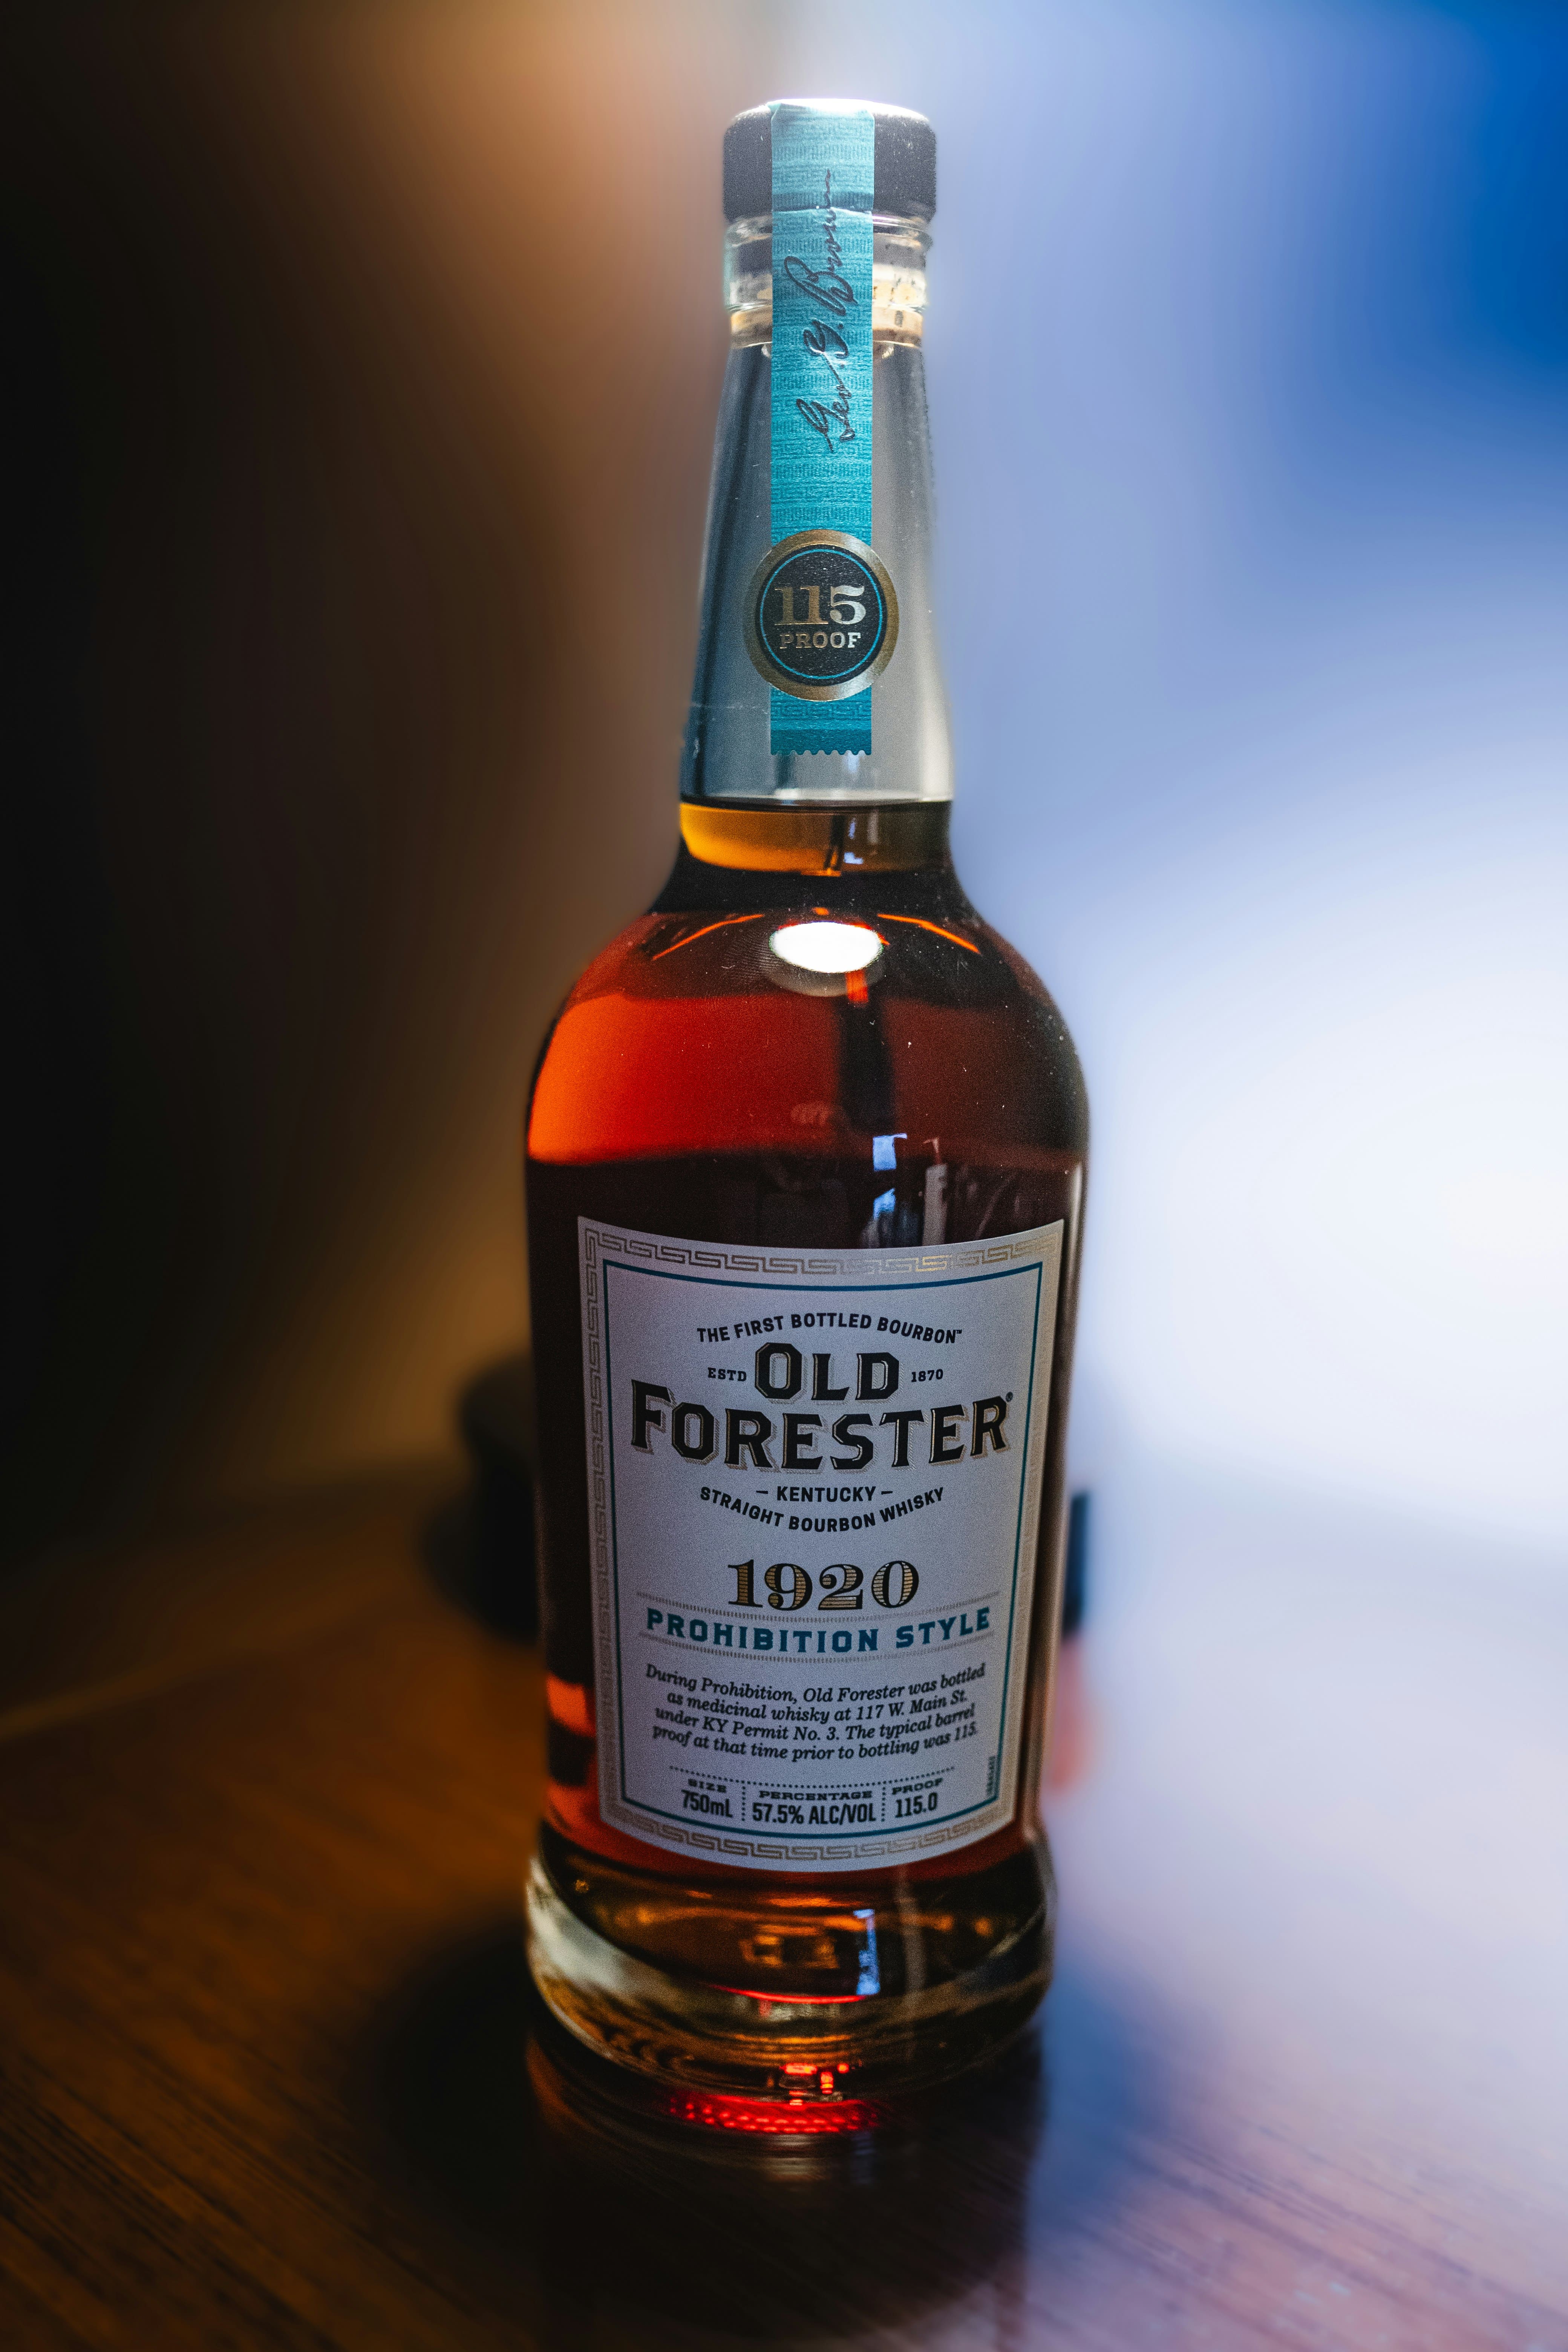 Geo. G. Brown
115
PROOF
THE FIRST BOTTLED BOURBON™
ESTD OLD 1870
FORESTER®
– KENTUCKY –
STRAIGHT BOURBON WHISKY
1920
PROHIBITION STYLE
During Prohibition, Old Forester was bottled
as medicinal whisky at 117 W. Main St.
under KY Permit No. 3. The typical barrel
proof at that time prior to bottling was 115.
SIZE PERCENTAGE PROOF
750mL 57.5% ALC/VOL 115.0